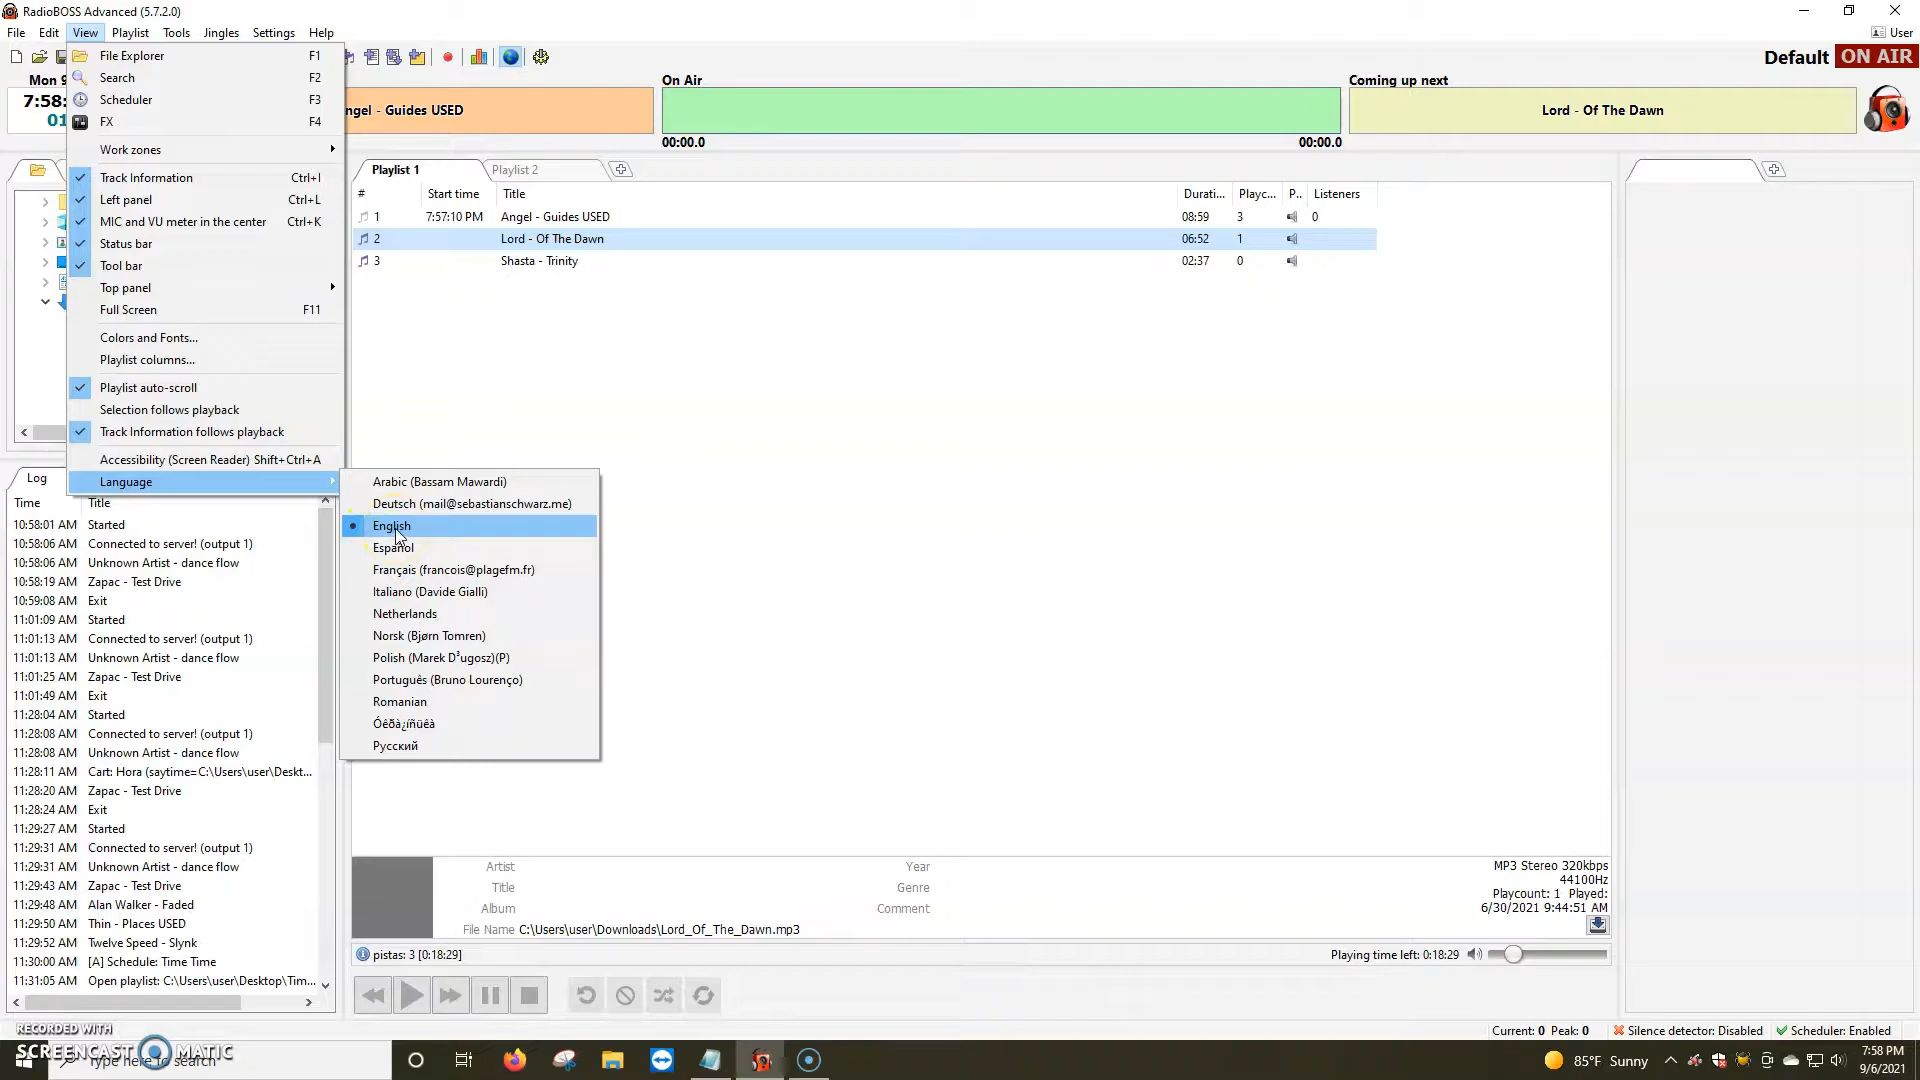 RadioBOSS Advanced (5.7.2.0)
File Edit View Playlist Tools Jingles Settings Help
User
Default ON AIR
Mon 9
7:58:
01
ngel - Guides USED
On Air
00:00.0 00:00.0
Coming up next
Lord - Of The Dawn
File Explorer F1
Search F2
Scheduler F3
FX F4
Work zones
Track Information Ctrl+I
Left panel Ctrl+L
MIC and VU meter in the center Ctrl+K
Status bar
Tool bar
Top panel
Full Screen F11
Colors and Fonts...
Playlist columns...
Playlist auto-scroll
Selection follows playback
Track Information follows playback
Accessibility (Screen Reader) Shift+Ctrl+A
Language
Arabic (Bassam Mawardi)
Deutsch (mail@sebastianschwarz.me)
English
Español
Français (francois@plagefm.fr)
Italiano (Davide Gialli)
Netherlands
Norsk (Bjørn Tomren)
Polish (Marek D³ugosz)(P)
Português (Bruno Lourenço)
Romanian
Óêðà¿íñüêà
Русский
Playlist 1 Playlist 2
# Start time Title Durati... Playc... P.. Listeners
1 7:57:10 PM Angel - Guides USED 08:59 3 0
2 Lord - Of The Dawn 06:52 1
3 Shasta - Trinity 02:37 0
Log
Time Title
10:58:01 AM Started
10:58:06 AM Connected to server! (output 1)
10:58:06 AM Unknown Artist - dance flow
10:58:19 AM Zapac - Test Drive
10:59:08 AM Exit
11:01:09 AM Started
11:01:13 AM Connected to server! (output 1)
11:01:13 AM Unknown Artist - dance flow
11:01:25 AM Zapac - Test Drive
11:01:49 AM Exit
11:28:04 AM Started
11:28:08 AM Connected to server! (output 1)
11:28:08 AM Unknown Artist - dance flow
11:28:11 AM Cart: Hora (saytime=C:\Users\user\Deskt...
11:28:20 AM Zapac - Test Drive
11:28:24 AM Exit
11:29:27 AM Started
11:29:31 AM Connected to server! (output 1)
11:29:31 AM Unknown Artist - dance flow
11:29:43 AM Zapac - Test Drive
11:29:48 AM Alan Walker - Faded
11:29:50 AM Thin - Places USED
11:29:52 AM Twelve Speed - Slynk
11:30:00 AM [A] Schedule: Time Time
11:31:05 AM Open playlist: C:\Users\user\Desktop\Tim...
Artist Year
Title Genre
Album Comment
File Name C:\Users\user\Downloads\Lord_Of_The_Dawn.mp3
MP3 Stereo 320kbps
44100Hz
Playcount: 1 Played:
6/30/2021 9:44:51 AM
pistas: 3 [0:18:29]
Playing time left: 0:18:29
Current: 0 Peak: 0 Silence detector: Disabled Scheduler: Enabled
RECORDED WITH
SCREENCAST MATIC
Type here to search
85°F Sunny
7:58 PM
9/6/2021